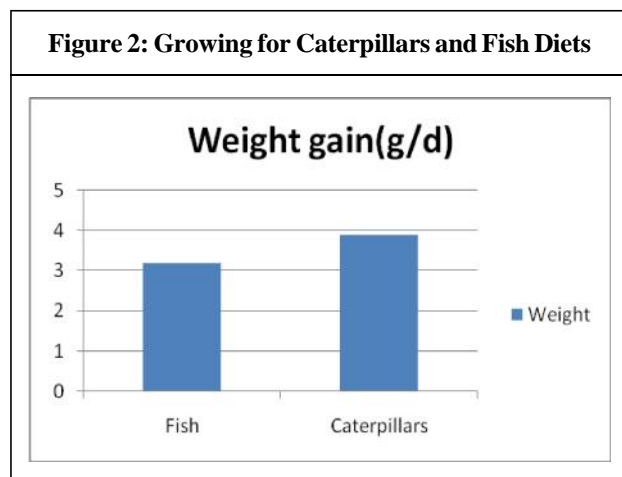 Figure 2: Growing for Caterpillars and Fish Diets
Weight gain(g/d)
5
4
3
2
1
0
Fish Caterpillars
Weight